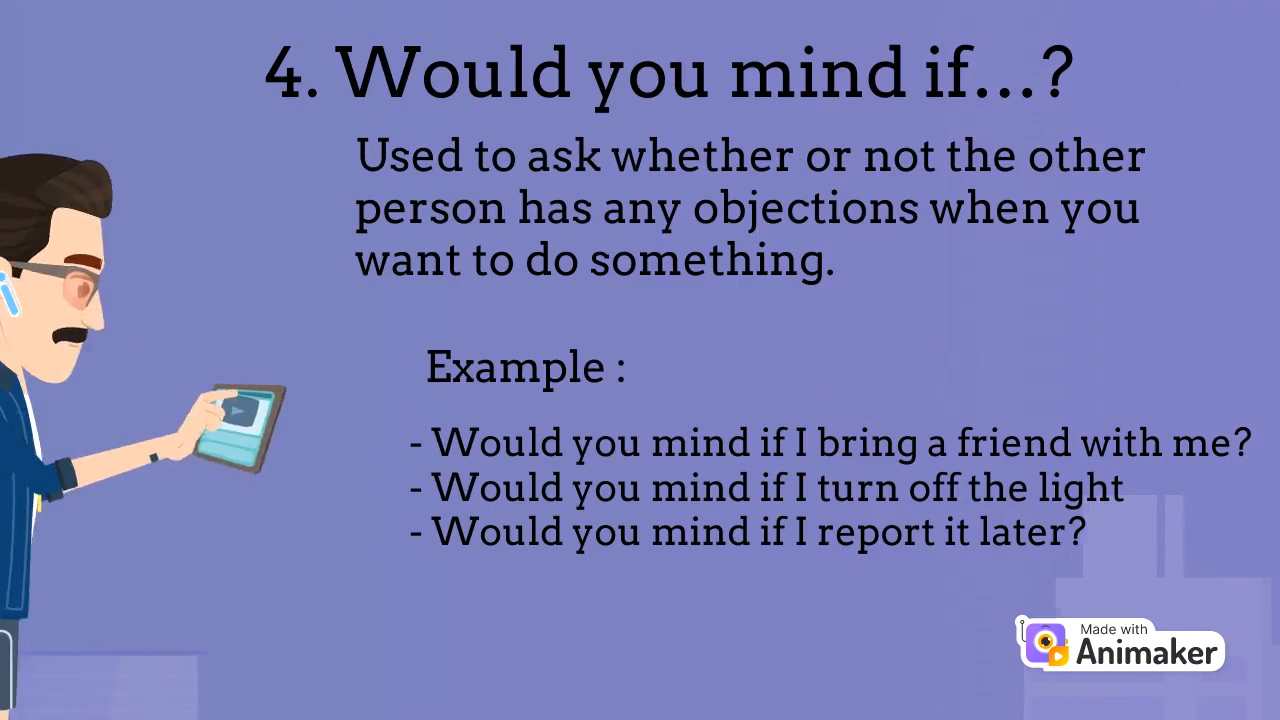 4. Would you mind if...?
Used to ask whether or not the other
person has any objections when you
want to do something.
Example :
- Would you mind if I bring a friend with me?
- Would you mind if I turn off the light
- Would you mind if I report it later?
Made with
Animaker